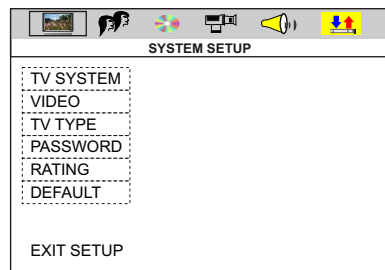 SYSTEM SETUP
TV SYSTEM
VIDEO
TV TYPE
PASSWORD
RATING
DEFAULT
EXIT SETUP